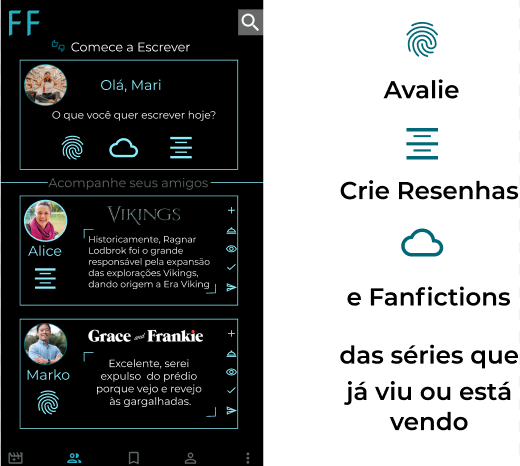 FF
Comece a Escrever
Olá, Mari
O que você quer escrever hoje?
Acompanhe seus amigos
VIKINGS
Alice
Historicamente, Ragnar
Lodbrok foi o grande
responsável pela expansão
das explorações Vikings,
dando origem a Era Viking
Grace and Frankie
Marko
Excelente, serei
expulso do prédio
porque vejo e revejo
às gargalhadas.
Avalie
Crie Resenhas
e Fanfictions
das séries que
já viu ou está
vendo